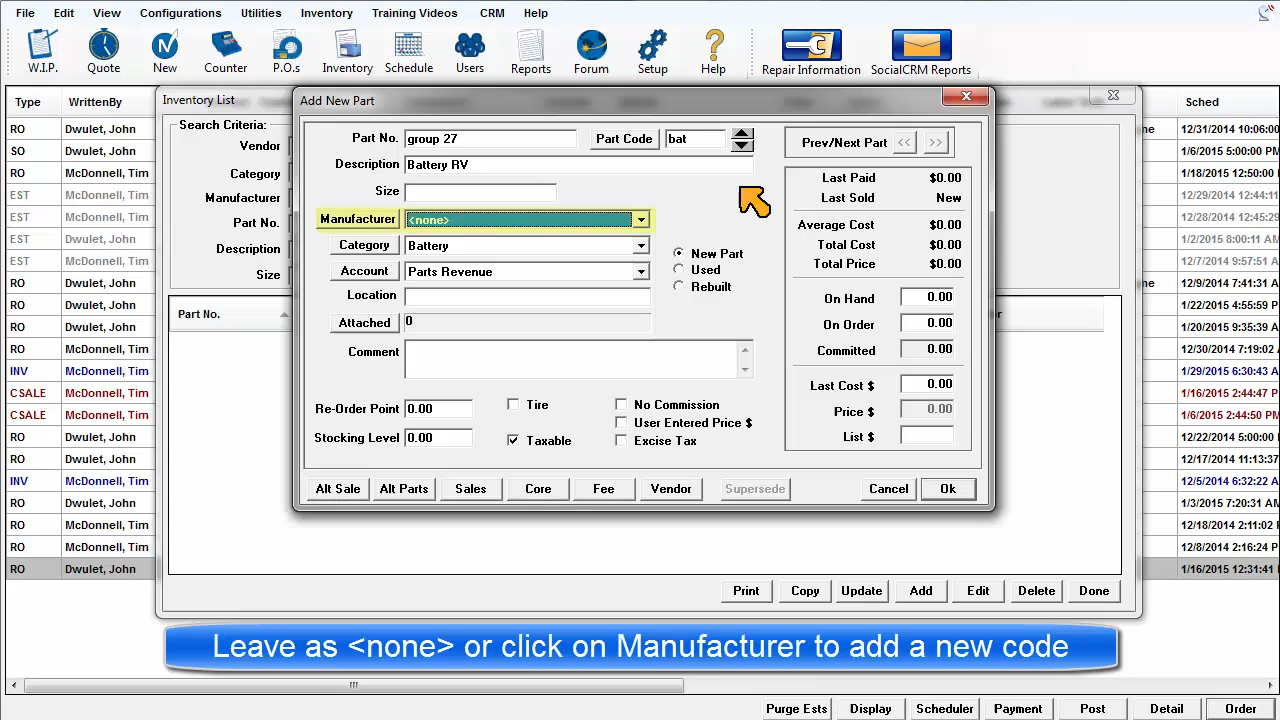 File Edit View Configurations Utilities Inventory Training Videos CRM Help
W.I.P. Quote New Counter P.O.s Inventory Schedule Users Reports Forum Setup Help Repair Information SocialCRM Reports
Type WrittenBy
Sched
RO Dwulet, John 12/31/2014 10:06:00
SO Dwulet, John 1/6/2015 5:00:00 PM
RO McDonnell, Tim 1/18/2015 12:50:00
EST McDonnell, Tim 12/29/2014 12:44:11
EST McDonnell, Tim 12/28/2014 12:45:29
EST McDonnell, Tim 1/2/2015 8:00:11 AM
EST McDonnell, Tim 12/7/2015 9:57:51
RO Dwulet, John 12/9/2014 7:41:31
RO Dwulet, John 1/22/2015 4:55:59
RO Dwulet, John 1/20/2015 9:35:39
RO McDonnell, Tim 12/30/2014 7:19:02
INV McDonnell, Tim 1/29/2015 6:30:43
CSALE McDonnell, Tim 1/16/2015 2:44:47 P
CSALE McDonnell, Tim 1/6/2015 2:44:50 PM
RO Dwulet, John 12/22/2014 5:00:00
RO Dwulet, John 12/17/2014 11:13:37
INV McDonnell, Tim 12/5/2014 6:32:22
RO Dwulet, John 1/3/2015 7:20:31 A
RO McDonnell, Tim 12/18/2014 2:11:02
RO McDonnell, Tim 12/8/2014 2:16:24 P
RO Dwulet, John 1/16/2015 12:31:41
Inventory List
Search Criteria:
Vendor
Category
Manufacturer
Part No.
Description
Size
Part No.
Add New Part
Part No. group 27 Part Code bat
Description Battery RV
Size
Manufacturer <none>
Category Battery
Account Parts Revenue
Location
Attached 0
Comment
New Part
Used
Rebuilt
Re-Order Point 0.00
Stocking Level 0.00
Tire
Taxable
No Commission
User Entered Price $
Excise Tax
Prev/Next Part << >>
Last Paid $0.00
Last Sold New
Average Cost $0.00
Total Cost $0.00
Total Price $0.00
On Hand 0.00
On Order 0.00
Committed 0.00
Last Cost $ 0.00
Price $ 0.00
List $
Alt Sale Alt Parts Sales Core Fee Vendor Supersede Cancel Ok
Print Copy Update Add Edit Delete Done
Leave as <none> or click on Manufacturer to add a new code
Purge Ests Display Scheduler Payment Post Detail Order